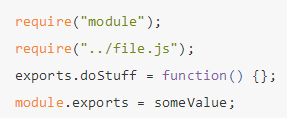 require("module");
require("../file.js");
exports.doStuff = function() {};
module.exports = someValue;